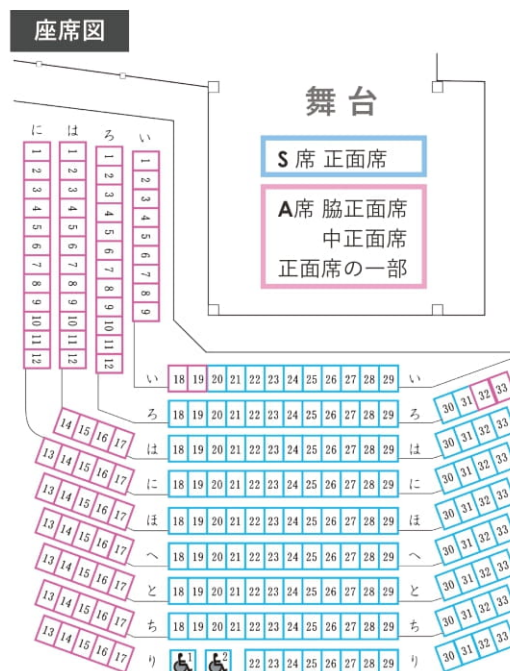 座席図
舞台
S席 正面席
A席 脇正面席
中正面席
正面席の一部
に は ろ い
1 1 1 1
2 2 2 2
3 3 3 3
4 4 4 4
5 5 5 5
6 6 6 6
7 7 7 7
8 8 8 8
9 9 9 9
10 10 10
11 11 11
12 12 12
い 18 19 20 21 22 23 24 25 26 27 28 29 い
ろ 18 19 20 21 22 23 24 25 26 27 28 29 ろ 30 31 32 33
14 15 16 17 は 18 19 20 21 22 23 24 25 26 27 28 29 は 30 31 32 33
13 14 15 16 17 に 18 19 20 21 22 23 24 25 26 27 28 29 に 30 31 32 33
13 14 15 16 17 ほ 18 19 20 21 22 23 24 25 26 27 28 29 ほ 30 31 32 33
13 14 15 16 17 へ 18 19 20 21 22 23 24 25 26 27 28 29 へ 30 31 32 33
13 14 15 16 17 と 18 19 20 21 22 23 24 25 26 27 28 29 と 30 31 32 33
13 14 15 16 17 ち 18 19 20 21 22 23 24 25 26 27 28 29 ち 30 31 32 33
13 14 15 16 17 り 1 2 22 23 24 25 26 27 28 29 り 30 31 32 33